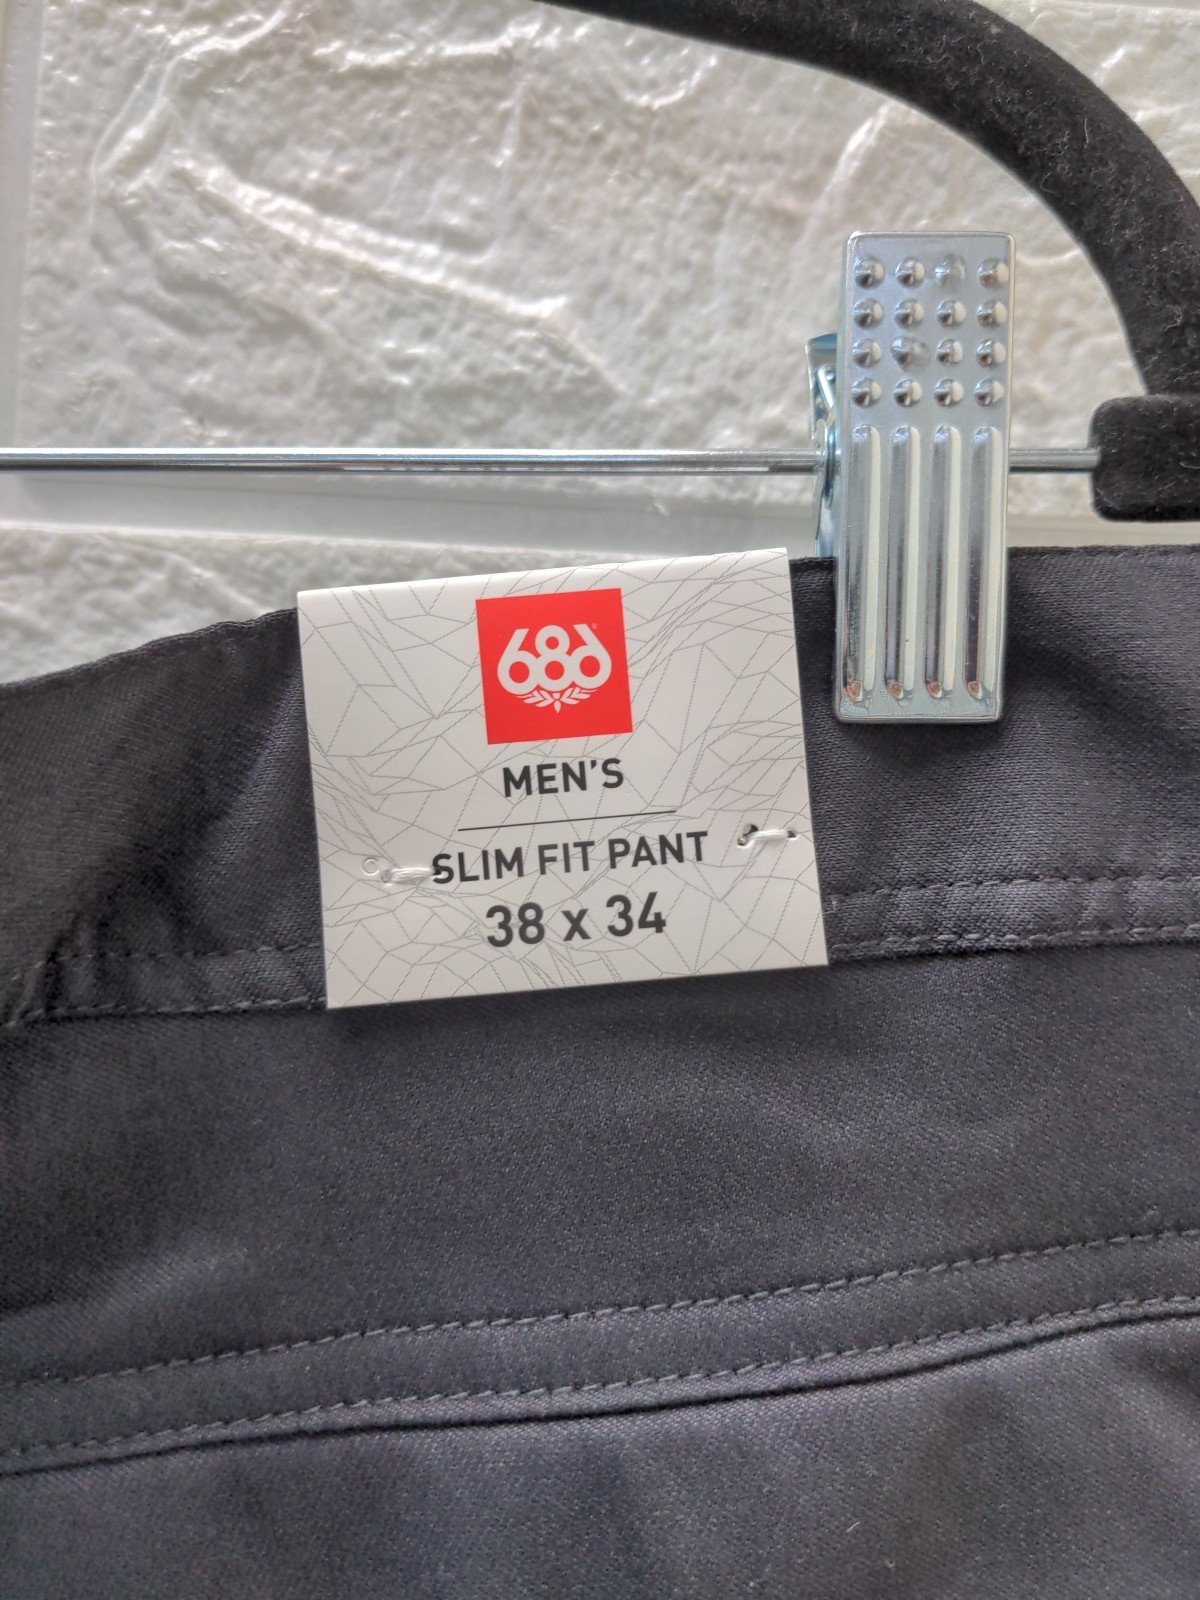 686
MEN'S
SLIM FIT PANT
38 x 34